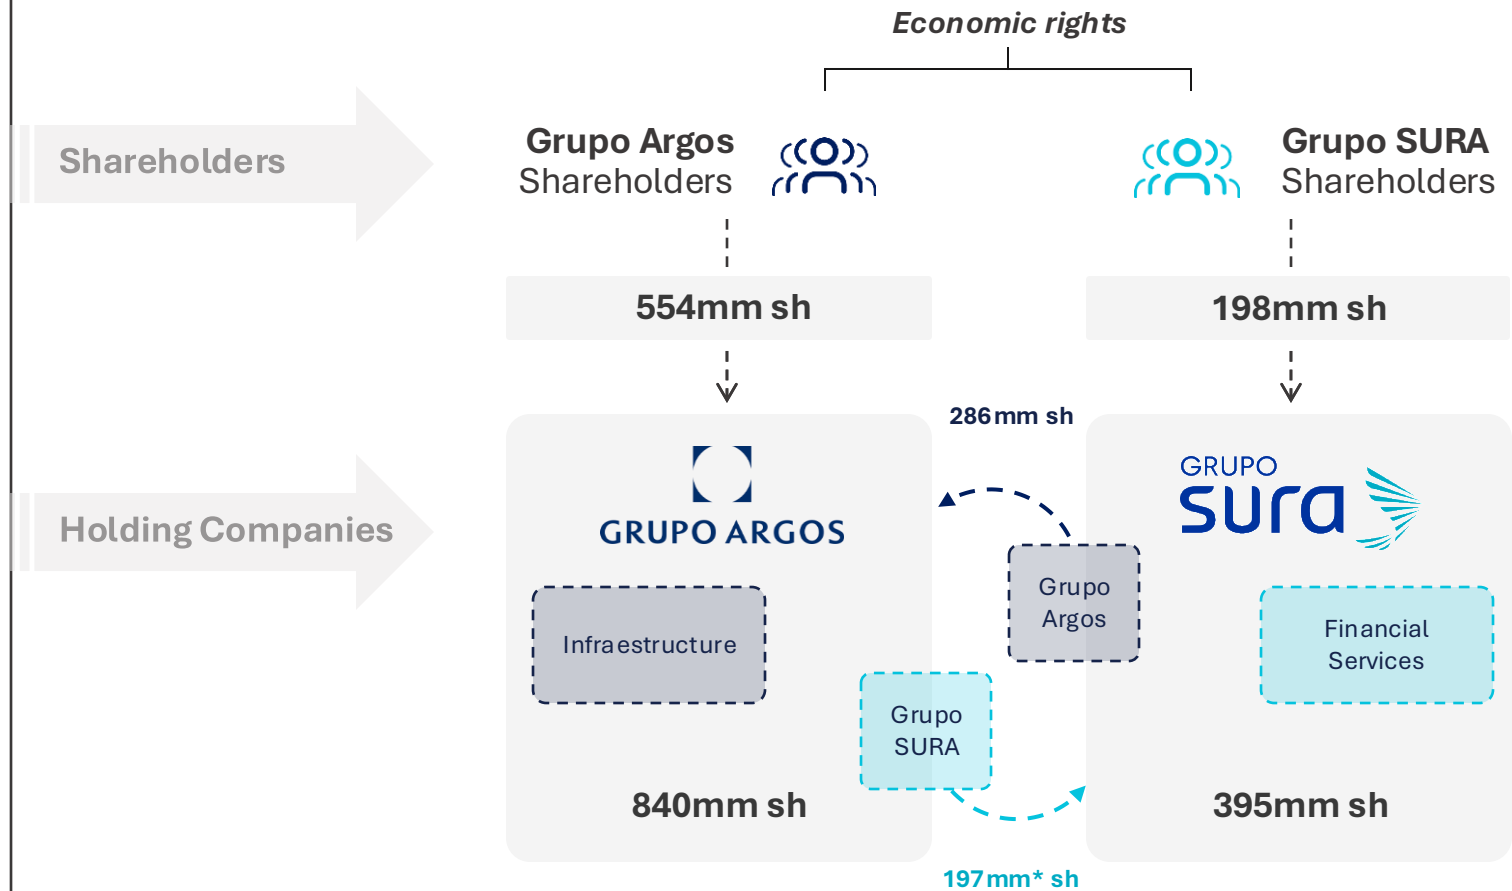 Economic rights
Shareholders
Grupo Argos
Shareholders
Grupo SURA
Shareholders
554mm sh
198mm sh
286mm sh
Holding Companies
GRUPO ARGOS
GRUPO
sura
Grupo
Argos
Infraestructure
Financial
Services
Grupo
SURA
840mm sh
395mm sh
197mm* sh